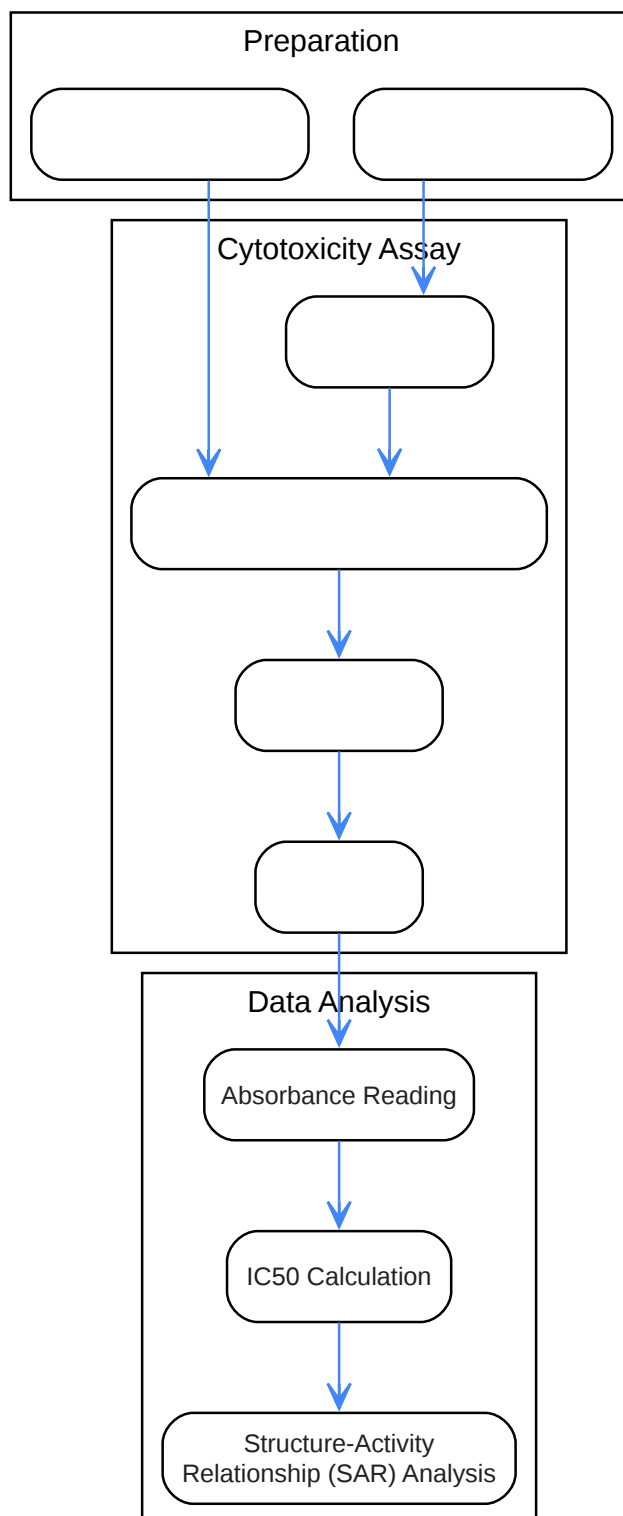 Preparation
Cytotoxicity Assay
Data Analysis
Absorbance Reading
IC50 Calculation
Structure-Activity
Relationship (SAR) Analysis